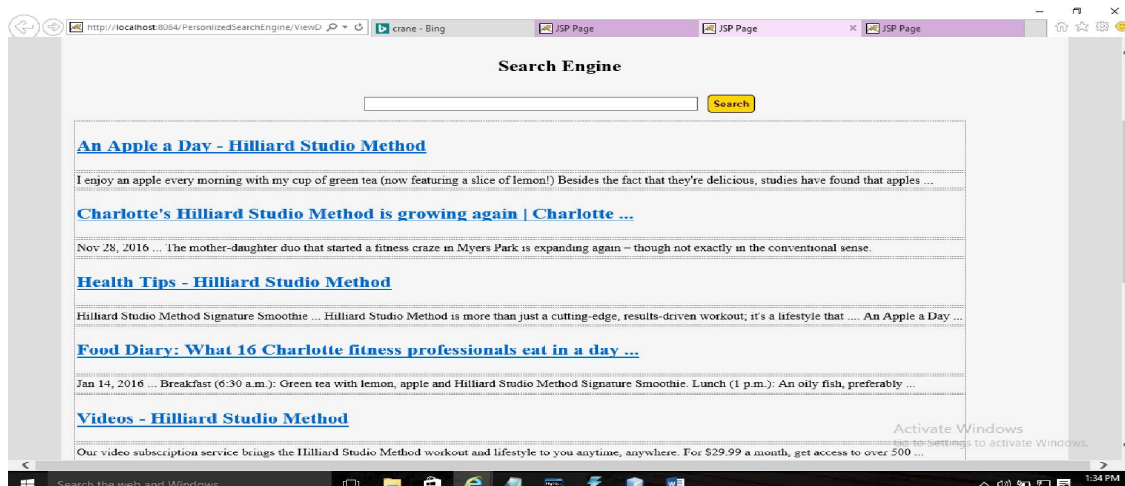 http://localhost:8084/PersonlizedSearchEngine/ViewD
crane - Bing
JSP Page
JSP Page
JSP Page
Search Engine
Search
An Apple a Day - Hilliard Studio Method
I enjoy an apple every morning with my cup of green tea (now featuring a slice of lemon!) Besides the fact that they're delicious, studies have found that apples ...
Charlotte's Hilliard Studio Method is growing again | Charlotte ...
Nov 28, 2016 ... The mother-daughter duo that started a fitness craze in Myers Park is expanding again – though not exactly in the conventional sense.
Health Tips - Hilliard Studio Method
Hilliard Studio Method Signature Smoothie ... Hilliard Studio Method is more than just a cutting-edge, results-driven workout; it's a lifestyle that .... An Apple a Day ...
Food Diary: What 16 Charlotte fitness professionals eat in a day ...
Jan 14, 2016 ... Breakfast (6:30 a.m.): Green tea with lemon, apple and Hilliard Studio Method Signature Smoothie. Lunch (1 p.m.): An oily fish, preferably ...
Videos - Hilliard Studio Method
Our video subscription service brings the Hilliard Studio Method workout and lifestyle to you anytime, anywhere. For $29.99 a month, get access to over 500 ...
Activate Windows
Go to Settings to activate Windows.
Search the web and Windows
1:34 PM